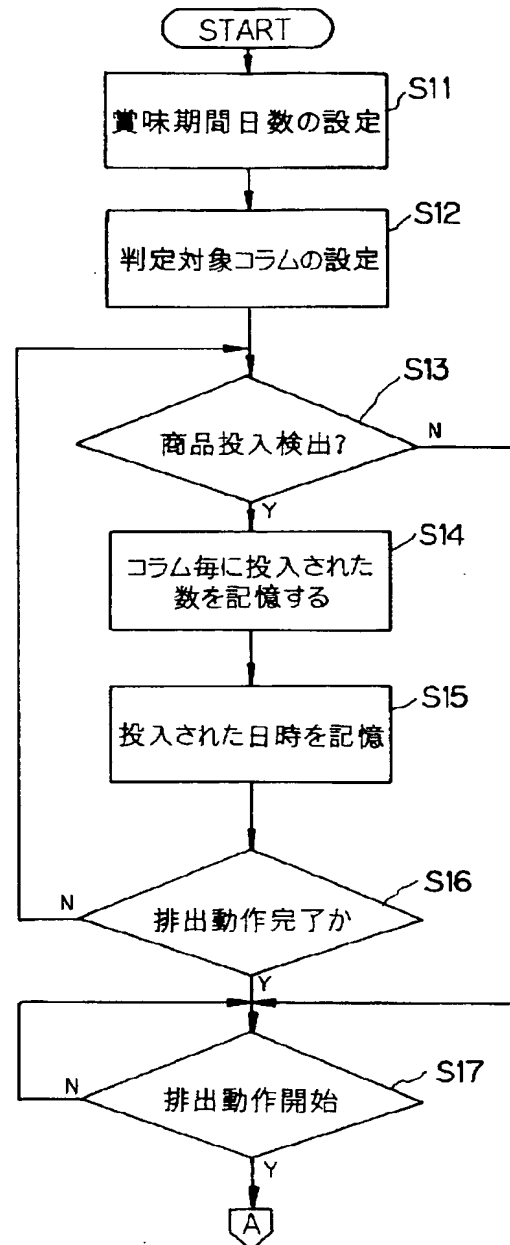 START
S11
賞味期間日数の設定
S12
判定対象コラムの設定
S13
商品投入検出?
N
Y
S14
コラム毎に投入された
数を記憶する
S15
投入された日時を記憶
S16
排出動作完了か
N
Y
S17
排出動作開始
N
Y
A